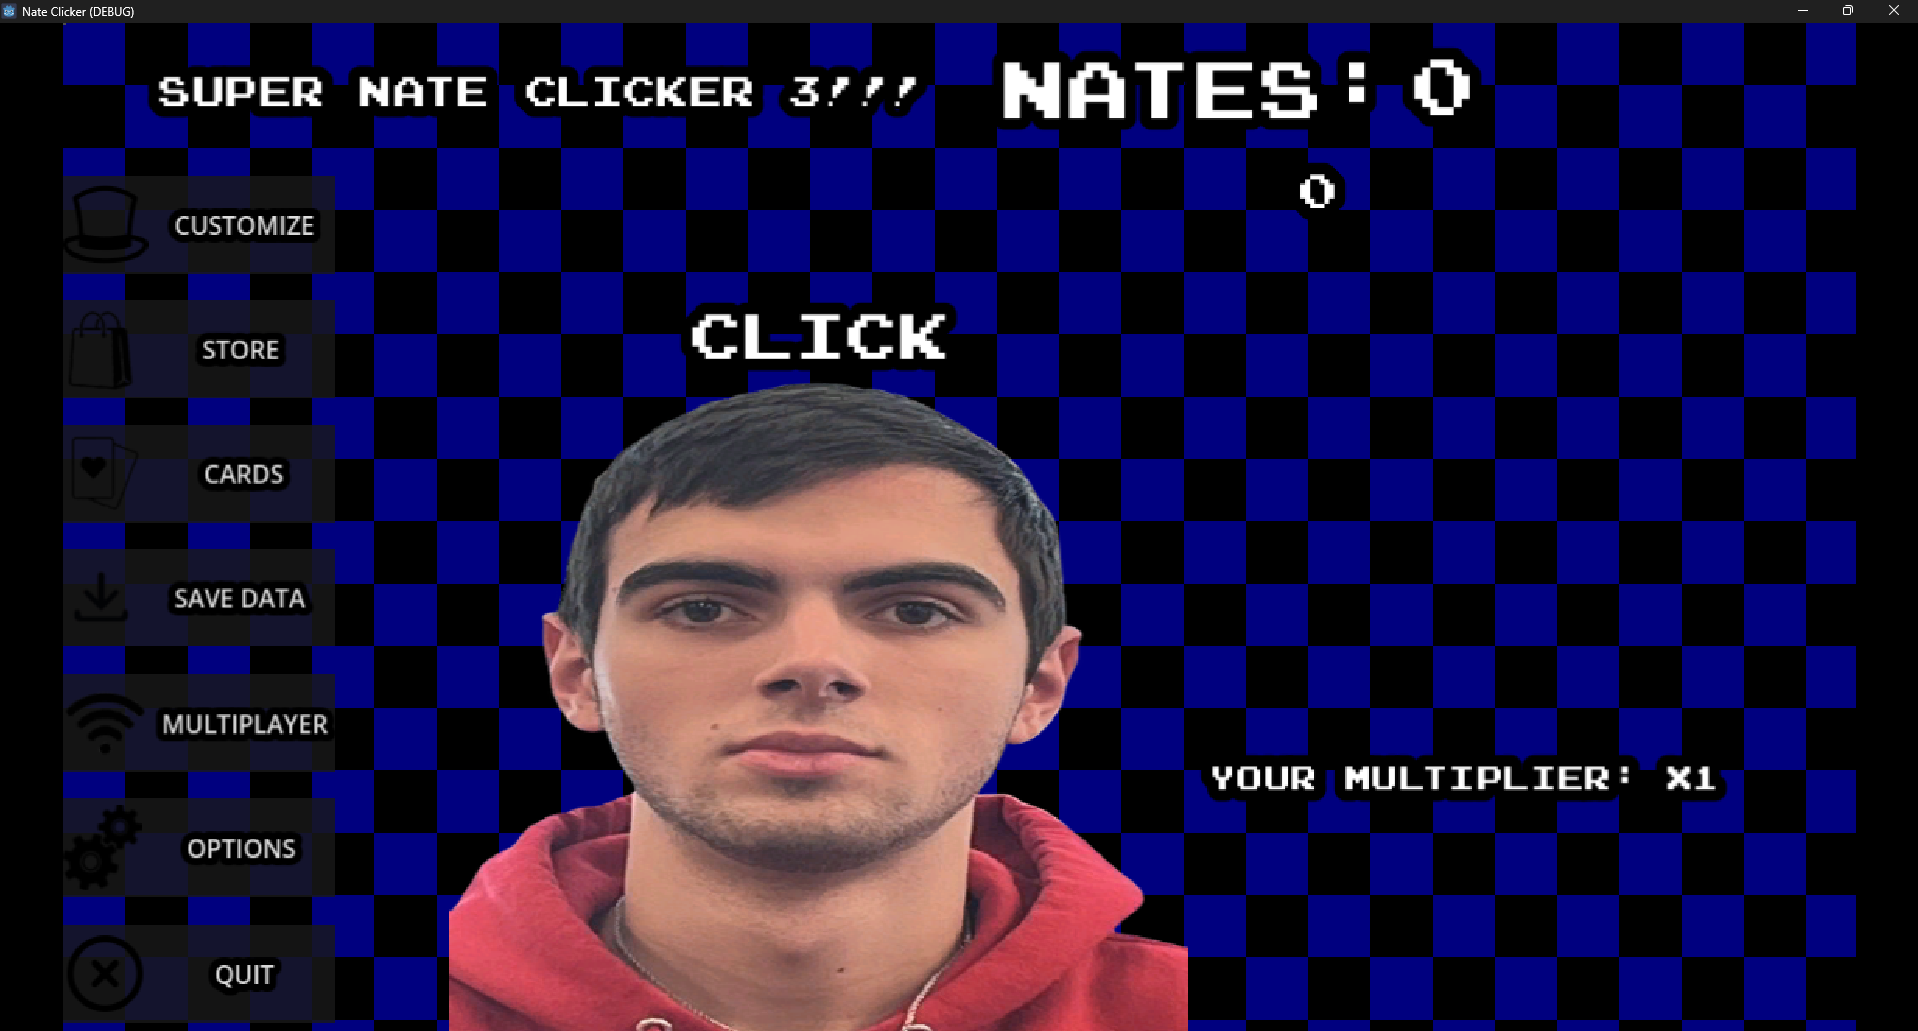 Nate Clicker (DEBUG)
SUPER NATE CLICKER 3!!!
NATES: 0
0
CLICK
CUSTOMIZE
STORE
CARDS
SAVE DATA
MULTIPLAYER
OPTIONS
QUIT
YOUR MULTIPLIER: X1